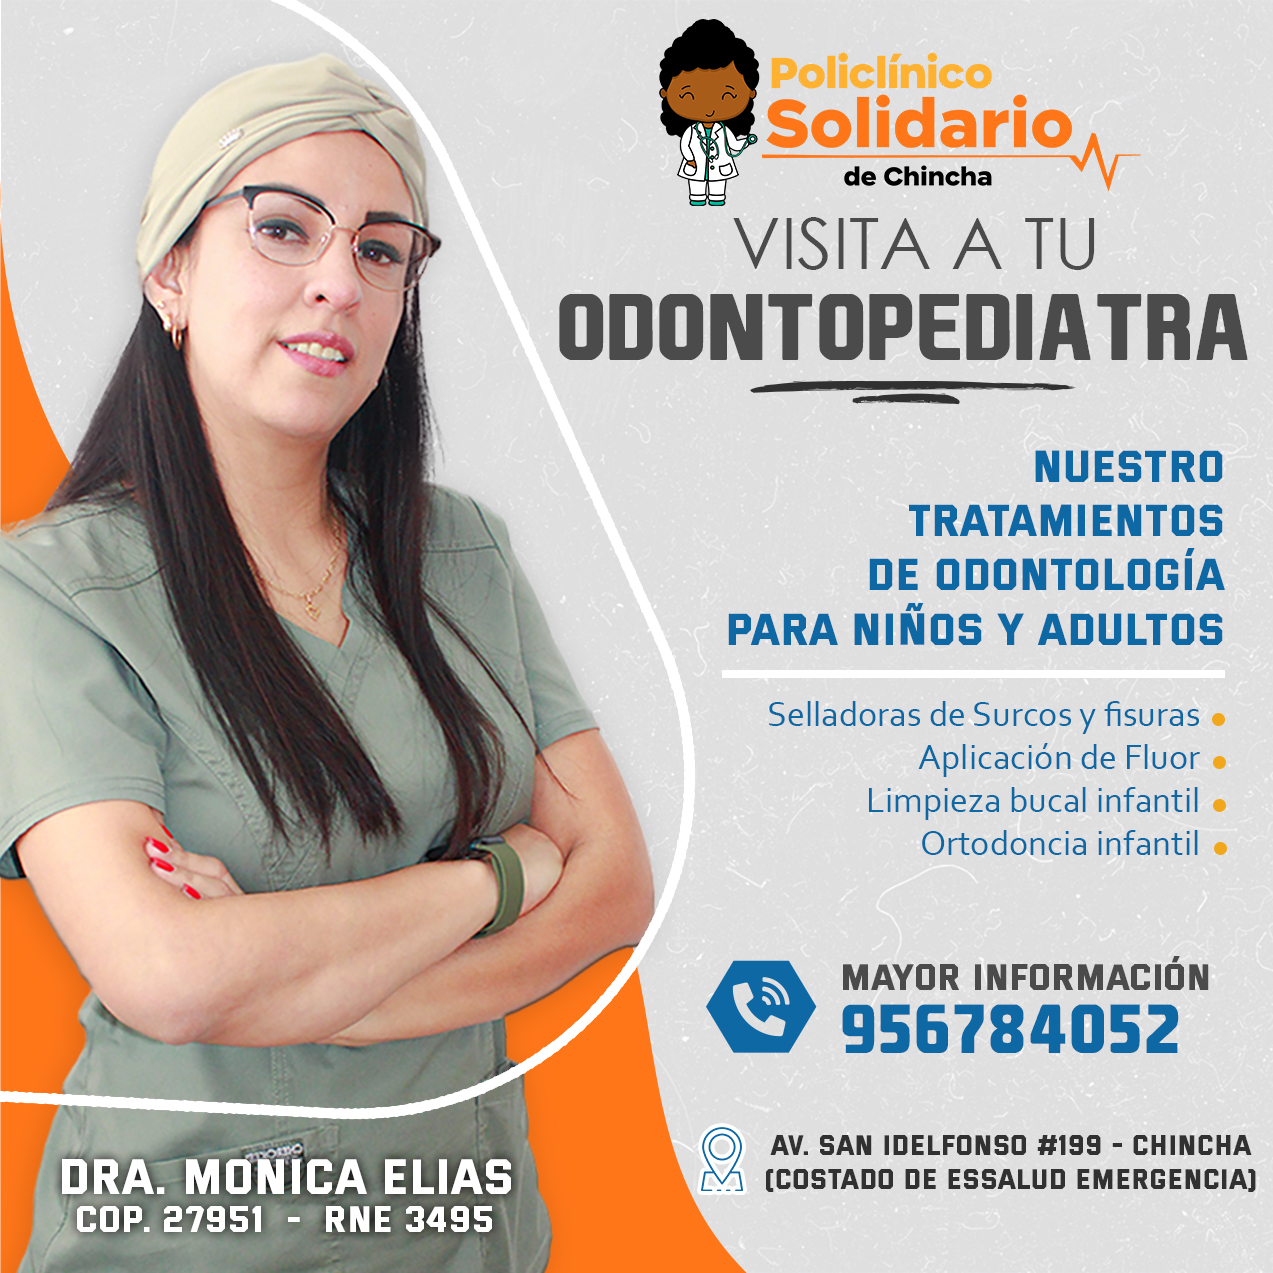 Policlínico
Solidario
de Chincha
VISITA A TU
ODONTOPEDIATRA
NUESTRO
TRATAMIENTOS
DE ODONTOLOGÍA
PARA NIÑOS Y ADULTOS
Selladoras de Surcos y fisuras
Aplicación de Fluor
Limpieza bucal infantil
Ortodoncia infantil
MAYOR INFORMACIÓN
956784052
AV. SAN IDELFONSO #199 - CHINCHA
(COSTADO DE ESSALUD EMERGENCIA)
DRA. MONICA ELIAS
COP. 27951 - RNE 3495